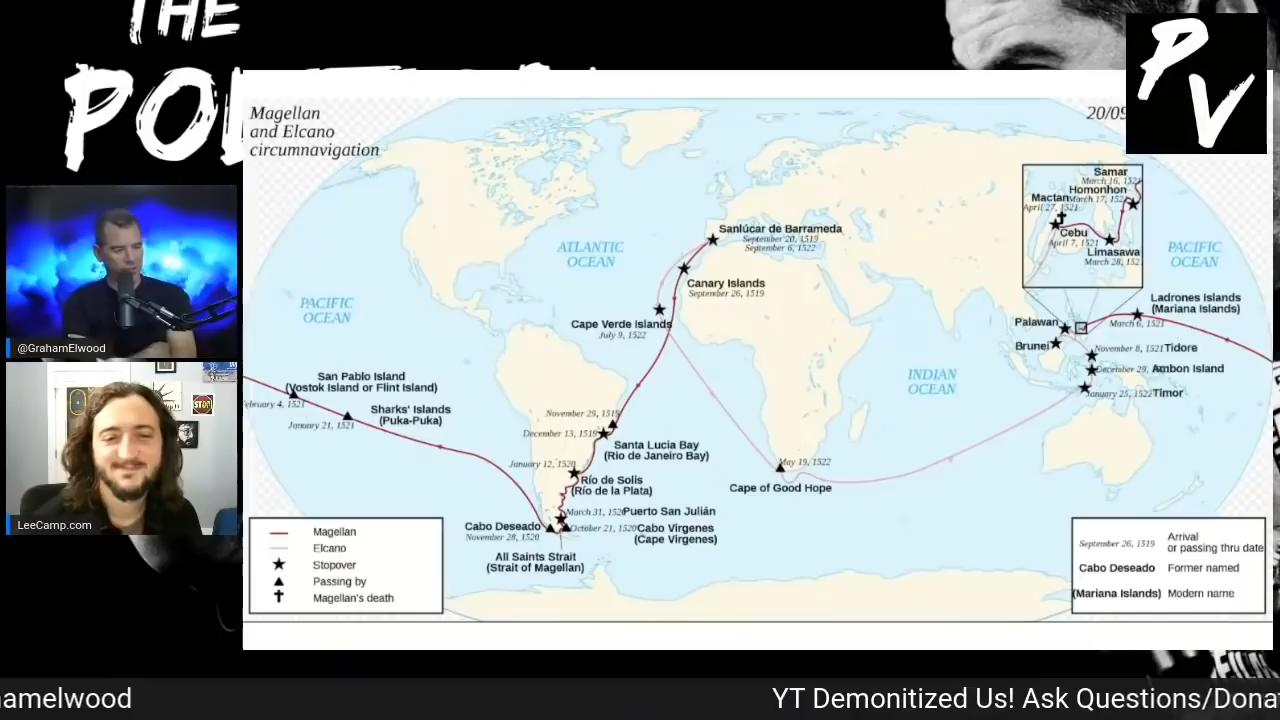 THE
P
V
Magellan
and Elcano
circumnavigation
20/09
Samar
March 16, 1521
Homonhon
March 17, 1521
Mactan
April 27, 1521
Cebu
April 7, 1521
Limasawa
March 28, 152
Sanlúcar de Barrameda
September 20, 1519
September 6, 1522
ATLANTIC
OCEAN
PACIFIC
OCEAN
Canary Islands
September 26, 1519
PACIFIC
OCEAN
Ladrones Islands
(Mariana Islands)
March 6, 1521
Cape Verde Islands
July 9, 1522
Palawan
Brunei
November 8, 1521 Tidore
December 29, Ambon Island
January 25, 1522 Timor
@GrahamElwood
INDIAN
OCEAN
San Pablo Island
(Vostok Island or Flint Island)
February 4, 1521
January 21, 1521
Sharks' Islands
(Puka-Puka)
November 29, 1519
December 13, 1519
Santa Lucia Bay
(Rio de Janeiro Bay)
January 12, 1520
Río de Solis
(Río de la Plata)
May 19, 1522
Cape of Good Hope
March 31, 1520 Puerto San Julián
Cabo Deseado
November 28, 1520
October 21, 1520 Cabo Virgenes
(Cape Virgenes)
All Saints Strait
(Strait of Magellan)
STOP
LeeCamp.com
Magellan
Elcano
Stopover
Passing by
Magellan's death
September 26, 1519 Arrival
or passing thru date
Cabo Deseado Former named
(Mariana Islands) Modern name
amelwood
YT Demonitized Us! Ask Questions/Dona